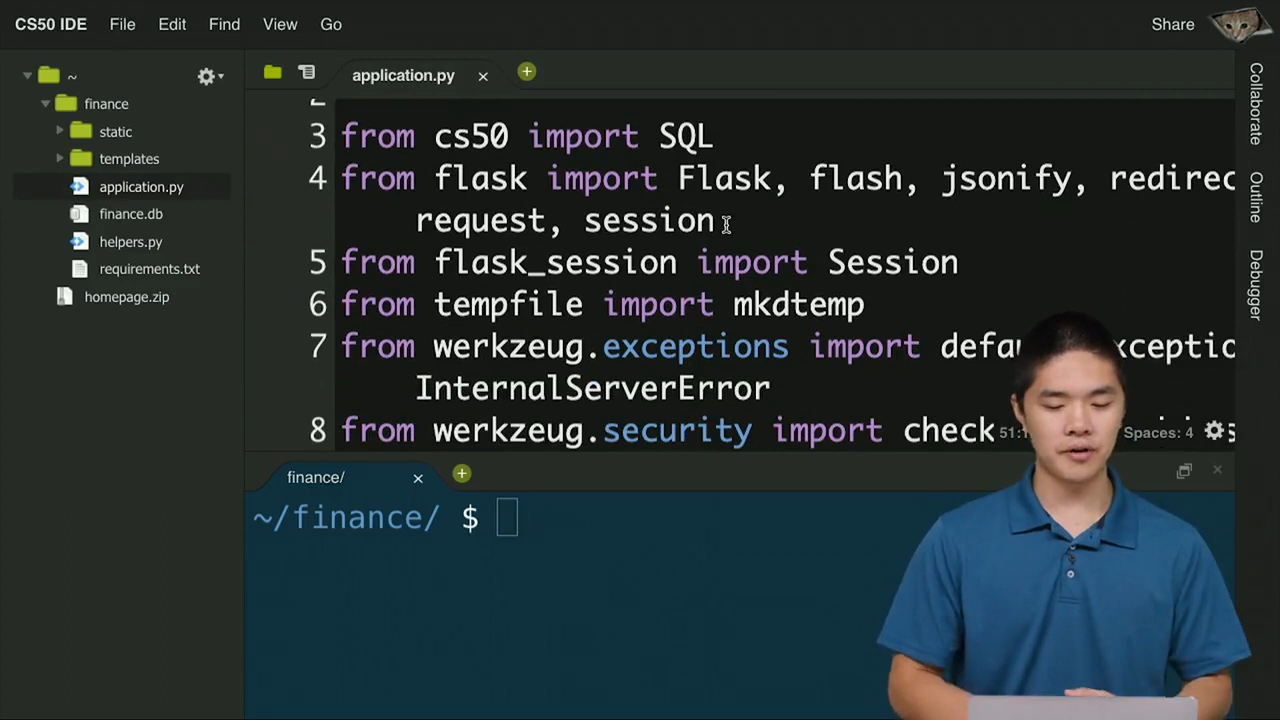 CS50 IDE File Edit Find View Go Share
~
finance
static
templates
application.py
finance.db
helpers.py
requirements.txt
homepage.zip
application.py
2
3 from cs50 import SQL
4 from flask import Flask, flash, jsonify, redirec
request, session
5 from flask_session import Session
6 from tempfile import mkdtemp
7 from werkzeug.exceptions import defau xceptio
InternalServerError
8 from werkzeug.security import check
Spaces: 4
finance/
~/finance/ $
Collaborate
Outline
Debugger